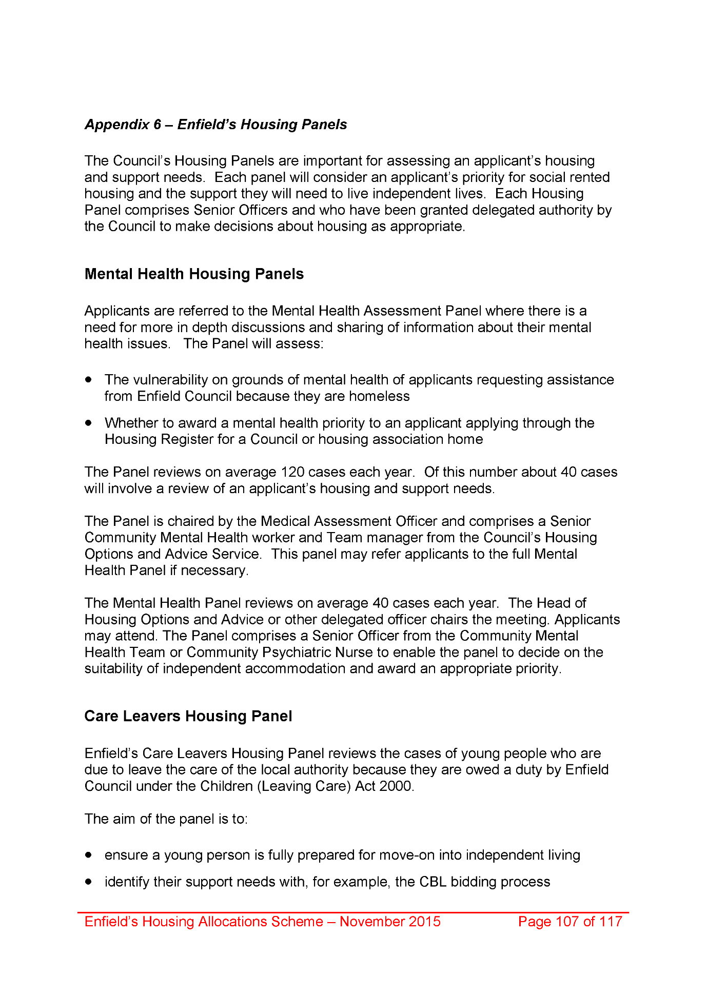 Appendix 6 – Enfield’s Housing Panels
The Council’s Housing Panels are important for assessing an applicant’s housing
and support needs.  Each panel will consider an applicant’s priority for social rented
housing and the support they will need to live independent lives.  Each Housing
Panel comprises Senior Officers and who have been granted delegated authority by
the Council to make decisions about housing as appropriate.
Mental Health Housing Panels
Applicants are referred to the Mental Health Assessment Panel where there is a
need for more in depth discussions and sharing of information about their mental
health issues.   The Panel will assess:
• The vulnerability on grounds of mental health of applicants requesting assistance
from Enfield Council because they are homeless
• Whether to award a mental health priority to an applicant applying through the
Housing Register for a Council or housing association home
The Panel reviews on average 120 cases each year.  Of this number about 40 cases
will involve a review of an applicant’s housing and support needs.
The Panel is chaired by the Medical Assessment Officer and comprises a Senior
Community Mental Health worker and Team manager from the Council’s Housing
Options and Advice Service.  This panel may refer applicants to the full Mental
Health Panel if necessary.
The Mental Health Panel reviews on average 40 cases each year.  The Head of
Housing Options and Advice or other delegated officer chairs the meeting. Applicants
may attend. The Panel comprises a Senior Officer from the Community Mental
Health Team or Community Psychiatric Nurse to enable the panel to decide on the
suitability of independent accommodation and award an appropriate priority.
Care Leavers Housing Panel
Enfield’s Care Leavers Housing Panel reviews the cases of young people who are
due to leave the care of the local authority because they are owed a duty by Enfield
Council under the Children (Leaving Care) Act 2000.
The aim of the panel is to:
• ensure a young person is fully prepared for move-on into independent living
• identify their support needs with, for example, the CBL bidding process
Enfield’s Housing Allocations Scheme – November 2015 Page 107 of 117